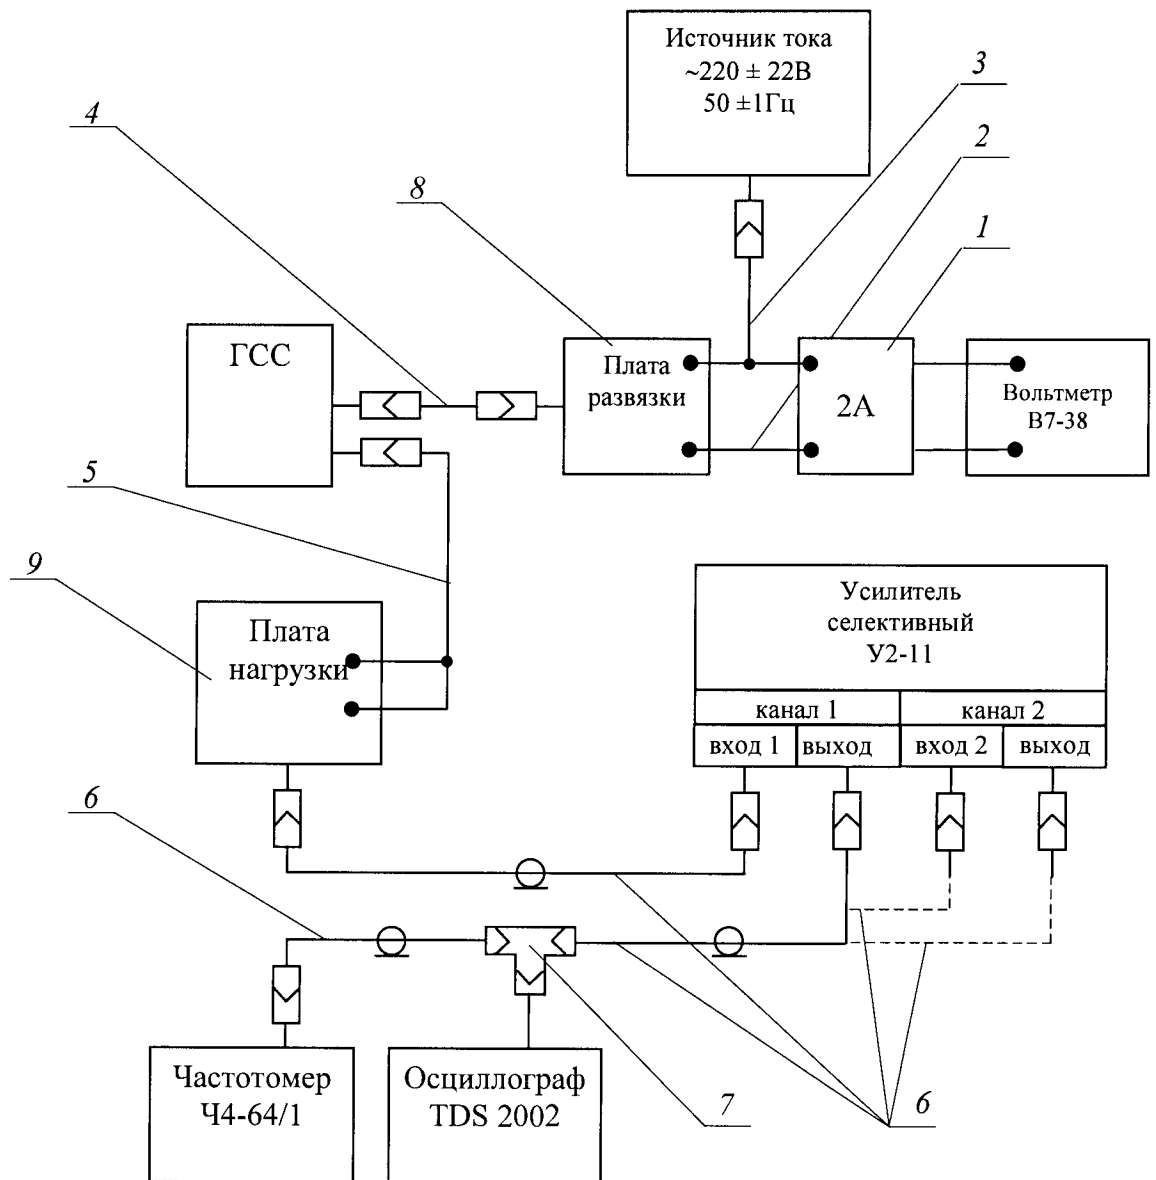 Источник тока
~220 ± 22В
50 ±1Гц
3
4
2
8
1
ГСС
Плата
развязки
2А
Вольтметр
В7-38
5
9
Плата
нагрузки
Усилитель
селективный
У2-11
канал 1
канал 2
вход 1
выход
вход 2
выход
6
Частотомер
Ч4-64/1
Осциллограф
TDS 2002
7
6